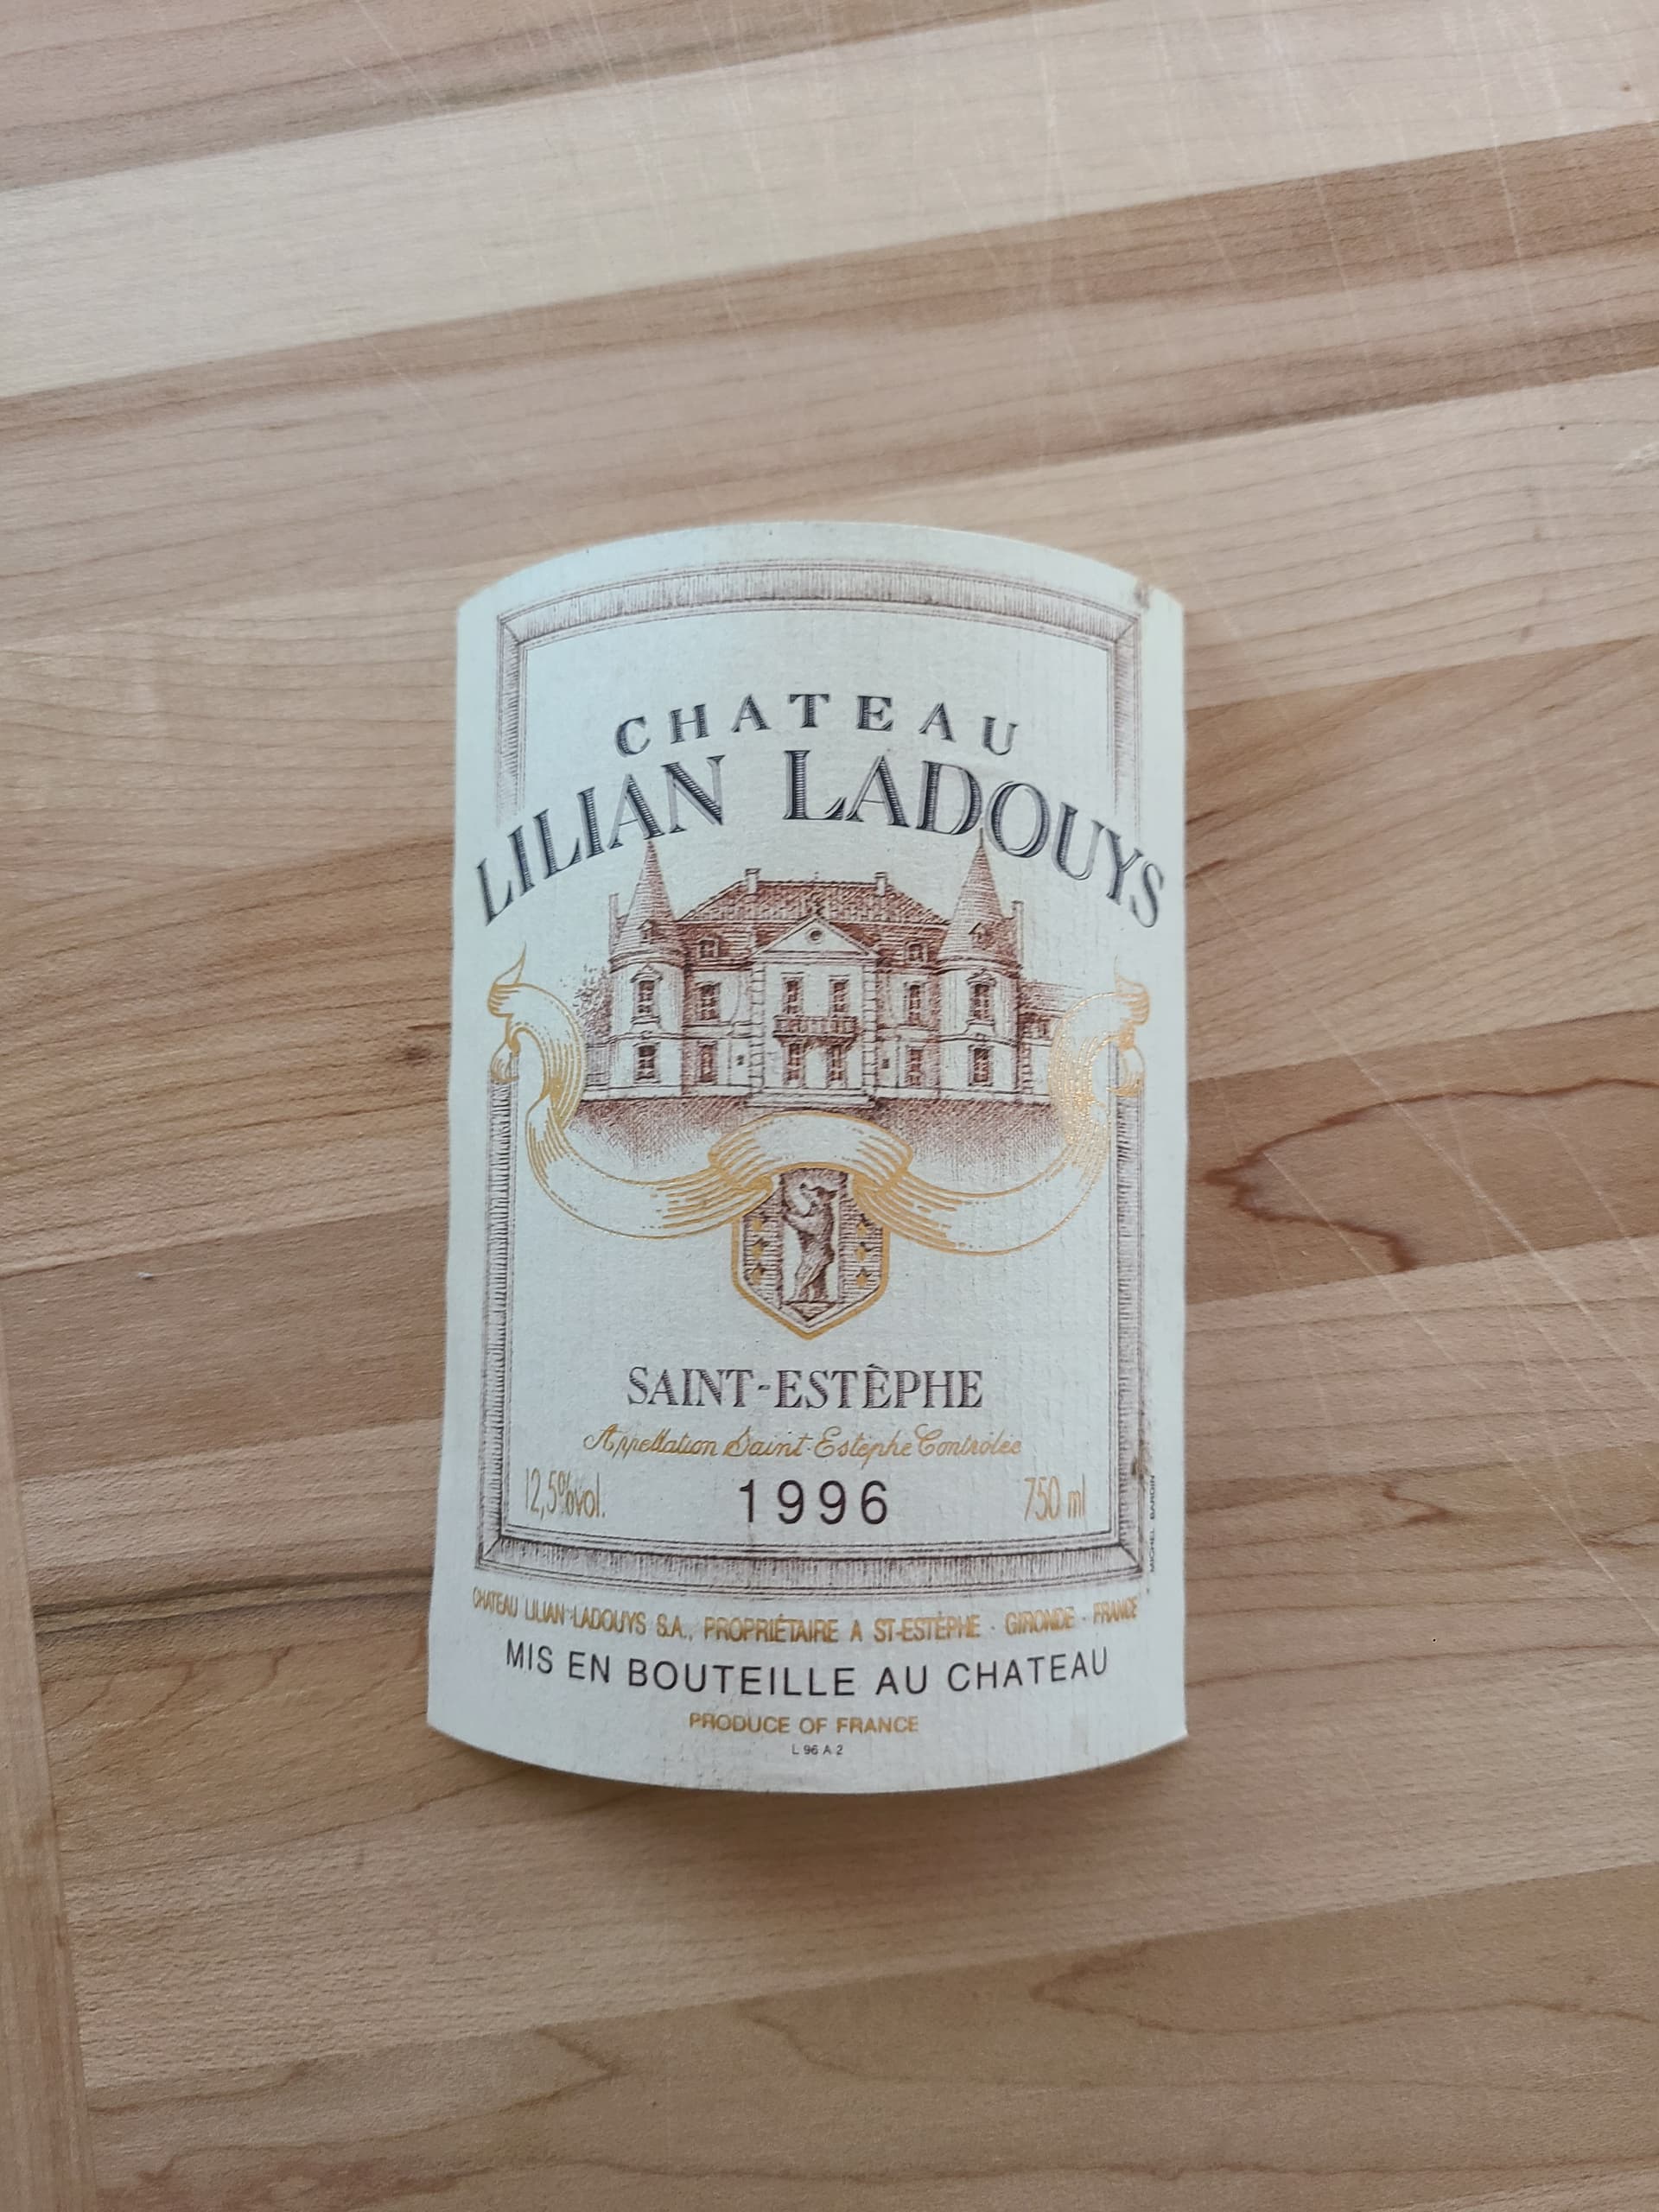 CHATEAU
LILIAN LADOUYS
SAINT-ESTÈPHE
Appellation Saint-Estèphe Contrôlée
12,5%vol. 1996 750 ml
MICHEL BARDIN
CHATEAU LILIAN-LADOUYS S.A., PROPRIÉTAIRE A ST-ESTÈPHE - GIRONDE - FRANCE
MIS EN BOUTEILLE AU CHATEAU
PRODUCE OF FRANCE
L 96 A 2